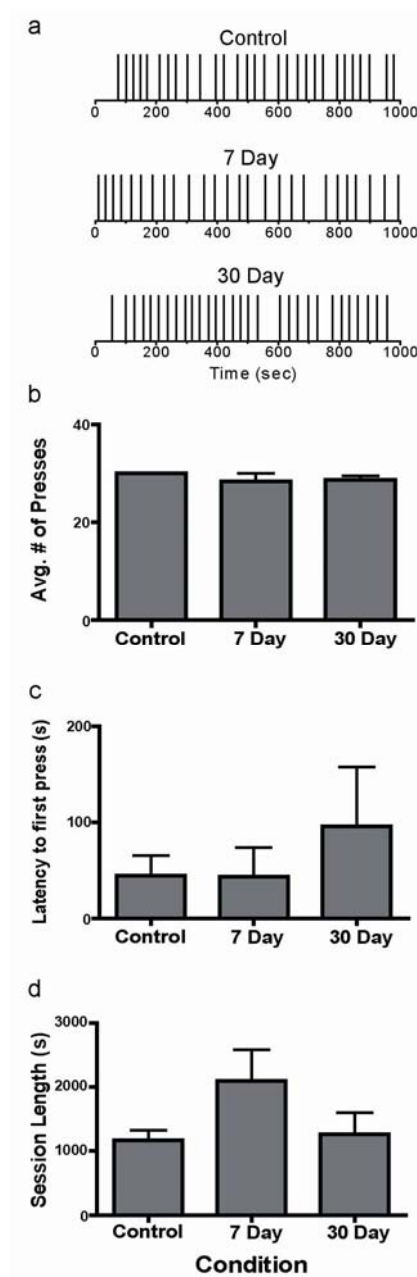 a
Control
0 200 400 600 800 1000
7 Day
0 200 400 600 800 1000
30 Day
0 200 400 600 800 1000
Time (sec)
b
Avg. # of Presses
40
20
0
Control 7 Day 30 Day
c
Latency to first press (s)
200
100
0
Control 7 Day 30 Day
d
Session Length (s)
3000
2000
1000
0
Control 7 Day 30 Day
Condition